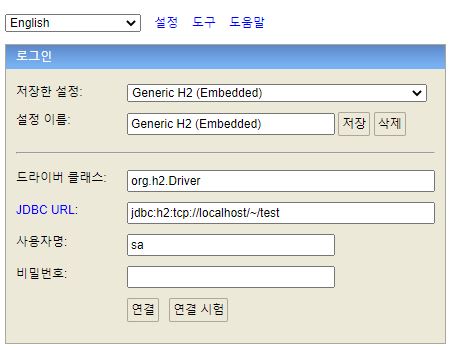 English 설정 도구 도움말
로그인
저장한 설정: Generic H2 (Embedded)
설정 이름: Generic H2 (Embedded) 저장 삭제
드라이버 클래스: org.h2.Driver
JDBC URL: jdbc:h2:tcp://localhost/~/test
사용자명: sa
비밀번호:
연결 연결 시험